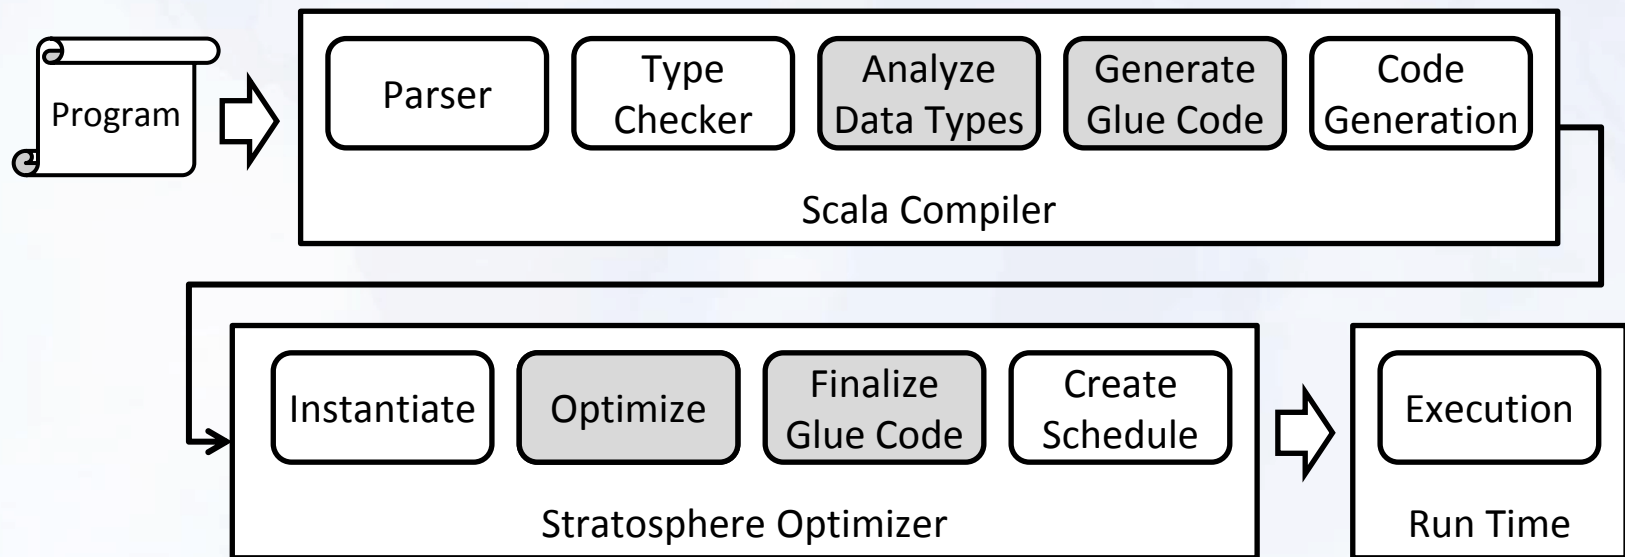 Program
Parser
Type
Checker
Analyze
Data Types
Generate
Glue Code
Code
Generation
Scala Compiler
Instantiate
Optimize
Finalize
Glue Code
Create
Schedule
Stratosphere Optimizer
Execution
Run Time